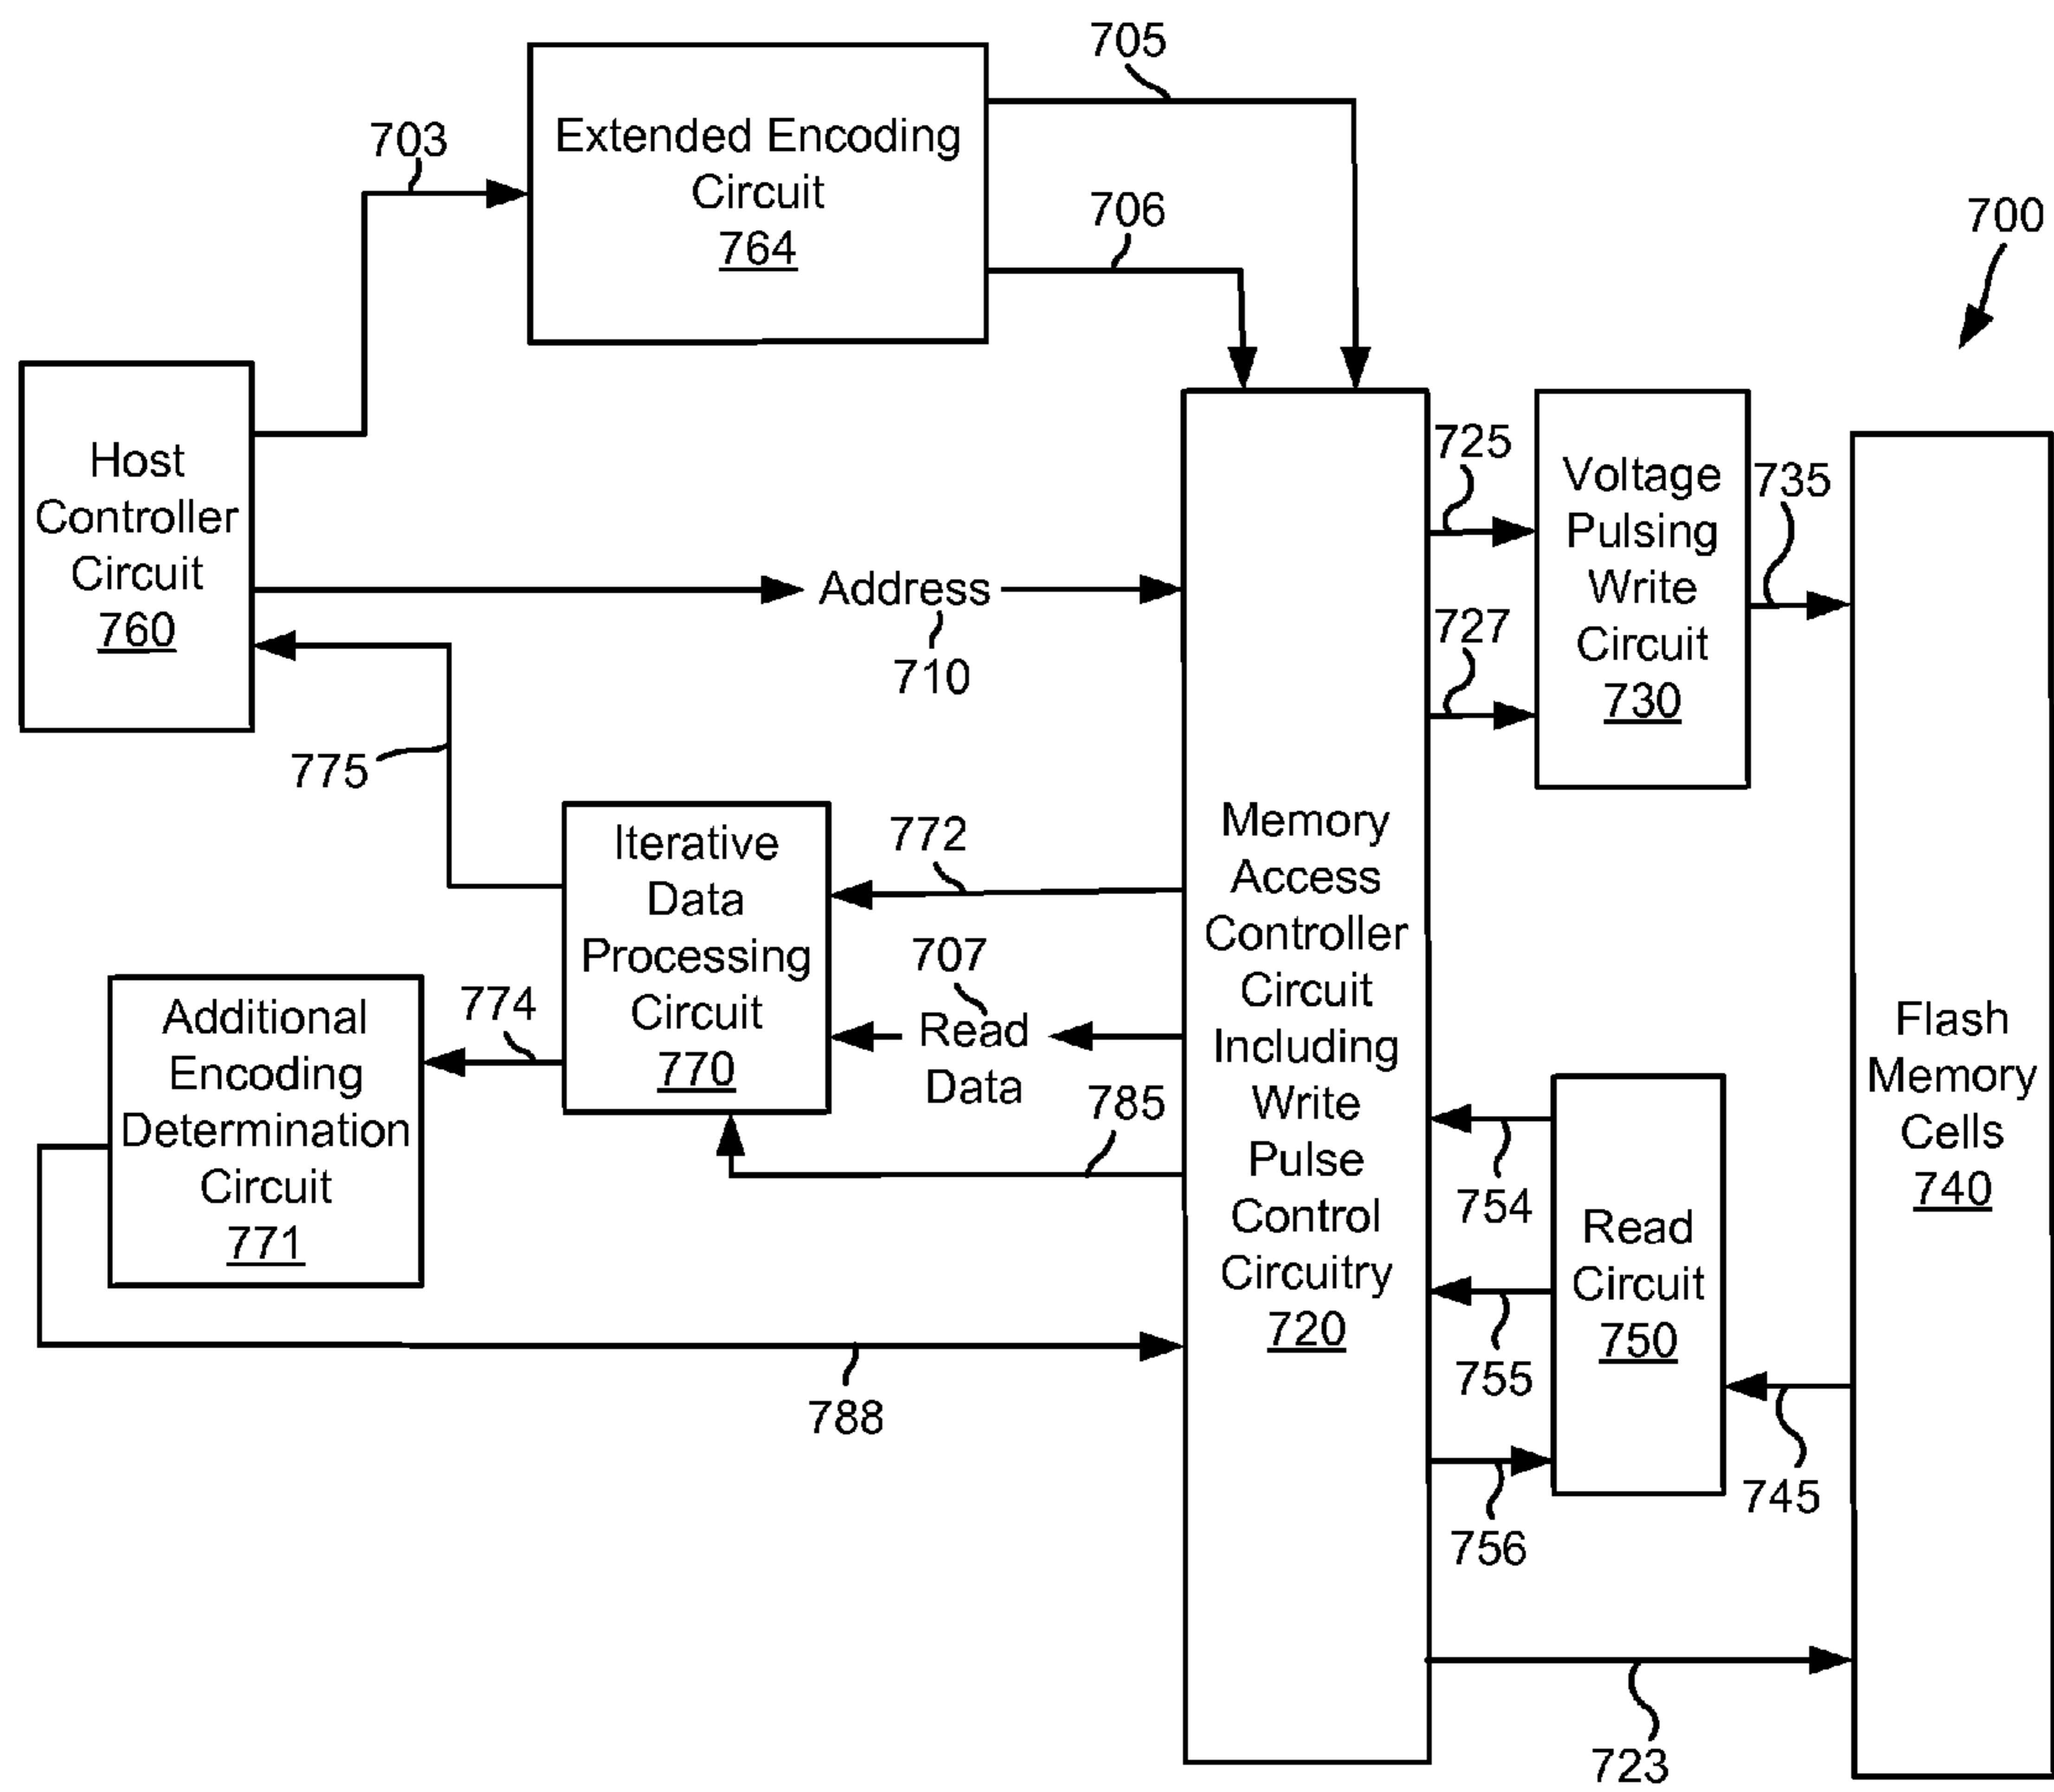 705
703
Extended Encoding
Circuit
764
706
700
Host
Controller
Circuit
760
Address
710
725
727
Voltage
Pulsing
Write
Circuit
730
735
775
Iterative
Data
Processing
Circuit
770
772
707
Read
Data
785
774
Additional
Encoding
Determination
Circuit
771
788
Memory
Access
Controller
Circuit
Including
Write
Pulse
Control
Circuitry
720
754
755
756
Read
Circuit
750
745
Flash
Memory
Cells
740
723